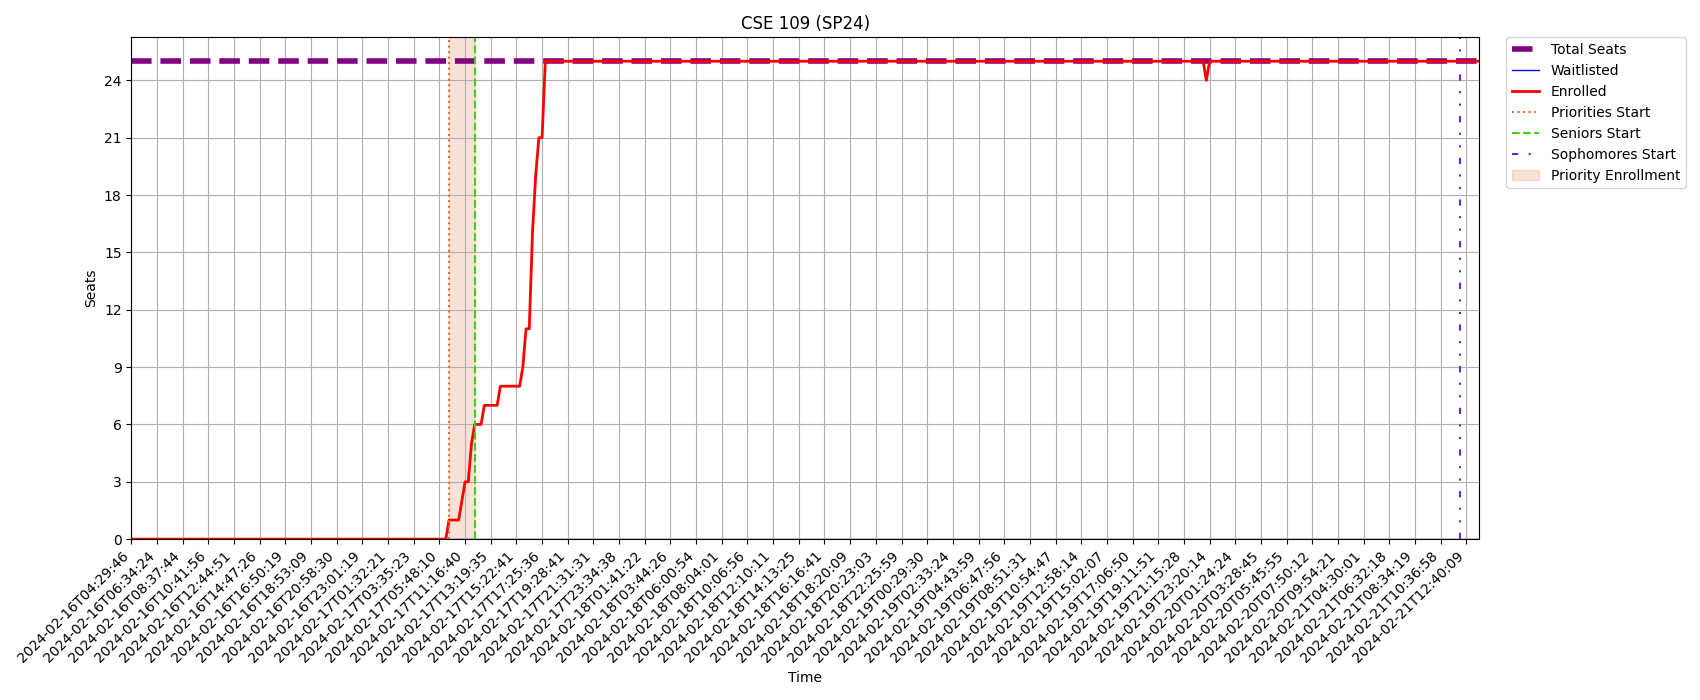 CSE 109 (SP24)
Total Seats
Waitlisted
Enrolled
Priorities Start
Seniors Start
Sophomores Start
Priority Enrollment
Seats
24
21
18
15
12
9
6
3
0
2024-02-16T04:29:46
2024-02-16T06:34:24
2024-02-16T08:37:44
2024-02-16T10:41:56
2024-02-16T12:44:51
2024-02-16T14:47:26
2024-02-16T16:50:19
2024-02-16T18:53:09
2024-02-16T20:58:30
2024-02-16T23:01:19
2024-02-17T01:32:21
2024-02-17T03:35:23
2024-02-17T05:48:10
2024-02-17T11:16:40
2024-02-17T13:19:35
2024-02-17T15:22:41
2024-02-17T17:25:36
2024-02-17T19:28:41
2024-02-17T21:31:31
2024-02-17T23:34:38
2024-02-18T01:41:22
2024-02-18T03:44:26
2024-02-18T06:00:54
2024-02-18T08:04:01
2024-02-18T10:06:56
2024-02-18T12:10:11
2024-02-18T14:13:25
2024-02-18T16:16:41
2024-02-18T18:20:09
2024-02-18T20:23:03
2024-02-18T22:25:59
2024-02-19T00:29:30
2024-02-19T02:33:24
2024-02-19T04:43:59
2024-02-19T06:47:56
2024-02-19T08:51:31
2024-02-19T10:54:47
2024-02-19T12:58:14
2024-02-19T15:02:07
2024-02-19T17:06:50
2024-02-19T19:11:51
2024-02-19T21:15:28
2024-02-19T23:20:14
2024-02-20T01:24:24
2024-02-20T03:28:45
2024-02-20T05:45:55
2024-02-20T07:50:12
2024-02-20T09:54:21
2024-02-21T04:30:01
2024-02-21T06:32:18
2024-02-21T08:34:19
2024-02-21T10:36:58
2024-02-21T12:40:09
Time